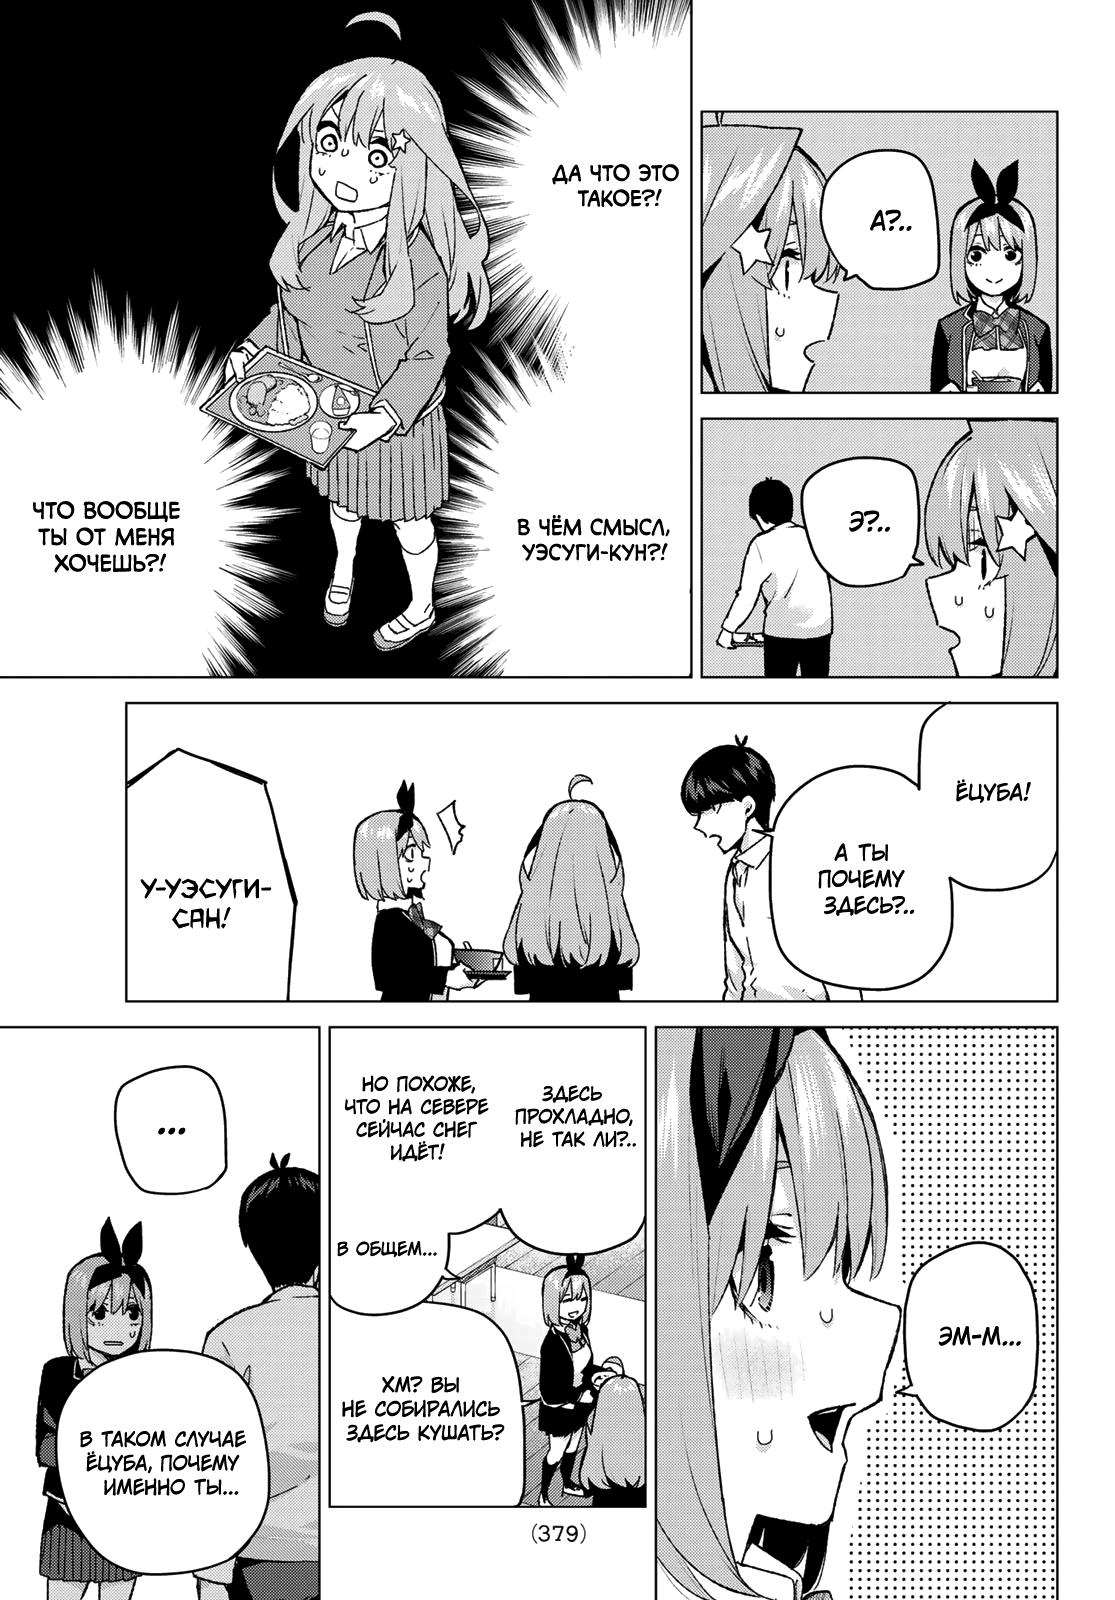 А?..
Э?..
ДА ЧТО ЭТО
ТАКОЕ?!
В ЧЁМ СМЫСЛ,
УЭСУГИ-КУН?!
ЧТО ВООБЩЕ
ТЫ ОТ МЕНЯ
ХОЧЕШЬ?!
ЁЦУБА!
А ТЫ
ПОЧЕМУ
ЗДЕСЬ?..
У-УЭСУГИ-
САН!
ЭМ-М...
ЗДЕСЬ
ПРОХЛАДНО,
НЕ ТАК ЛИ?..
НО ПОХОЖЕ,
ЧТО НА СЕВЕРЕ
СЕЙЧАС СНЕГ
ИДЁТ!
В ОБЩЕМ...
ХМ? ВЫ
НЕ СОБИРАЛИСЬ
ЗДЕСЬ КУШАТЬ?
...
В ТАКОМ СЛУЧАЕ
ЁЦУБА, ПОЧЕМУ
ИМЕННО ТЫ...
(379)